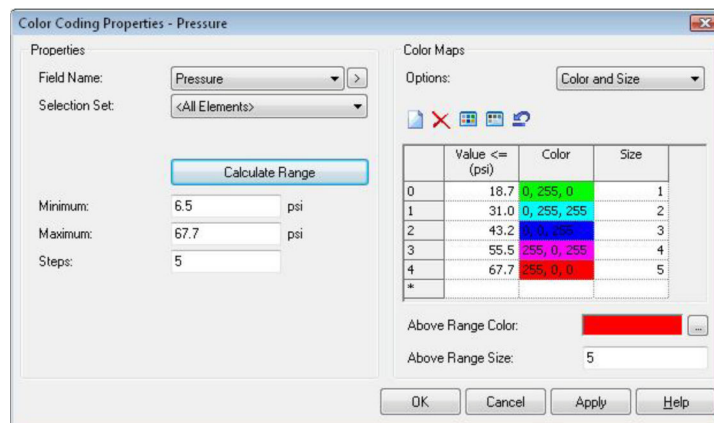 Color Coding Properties - Pressure
Properties
Field Name:
Pressure
>
Selection Set:
<All Elements>
Calculate Range
Minimum:
6.5
psi
Maximum:
67.7
psi
Steps:
5
Color Maps
Options:
Color and Size
Value <= (psi)
Color
Size
0 18.7 0, 255, 0 1
1 31.0 0, 255, 255 2
2 43.2 0, 0, 255 3
3 55.5 255, 0, 255 4
4 67.7 255, 0, 0 5
*
Above Range Color:
...
Above Range Size:
5
OK
Cancel
Apply
Help